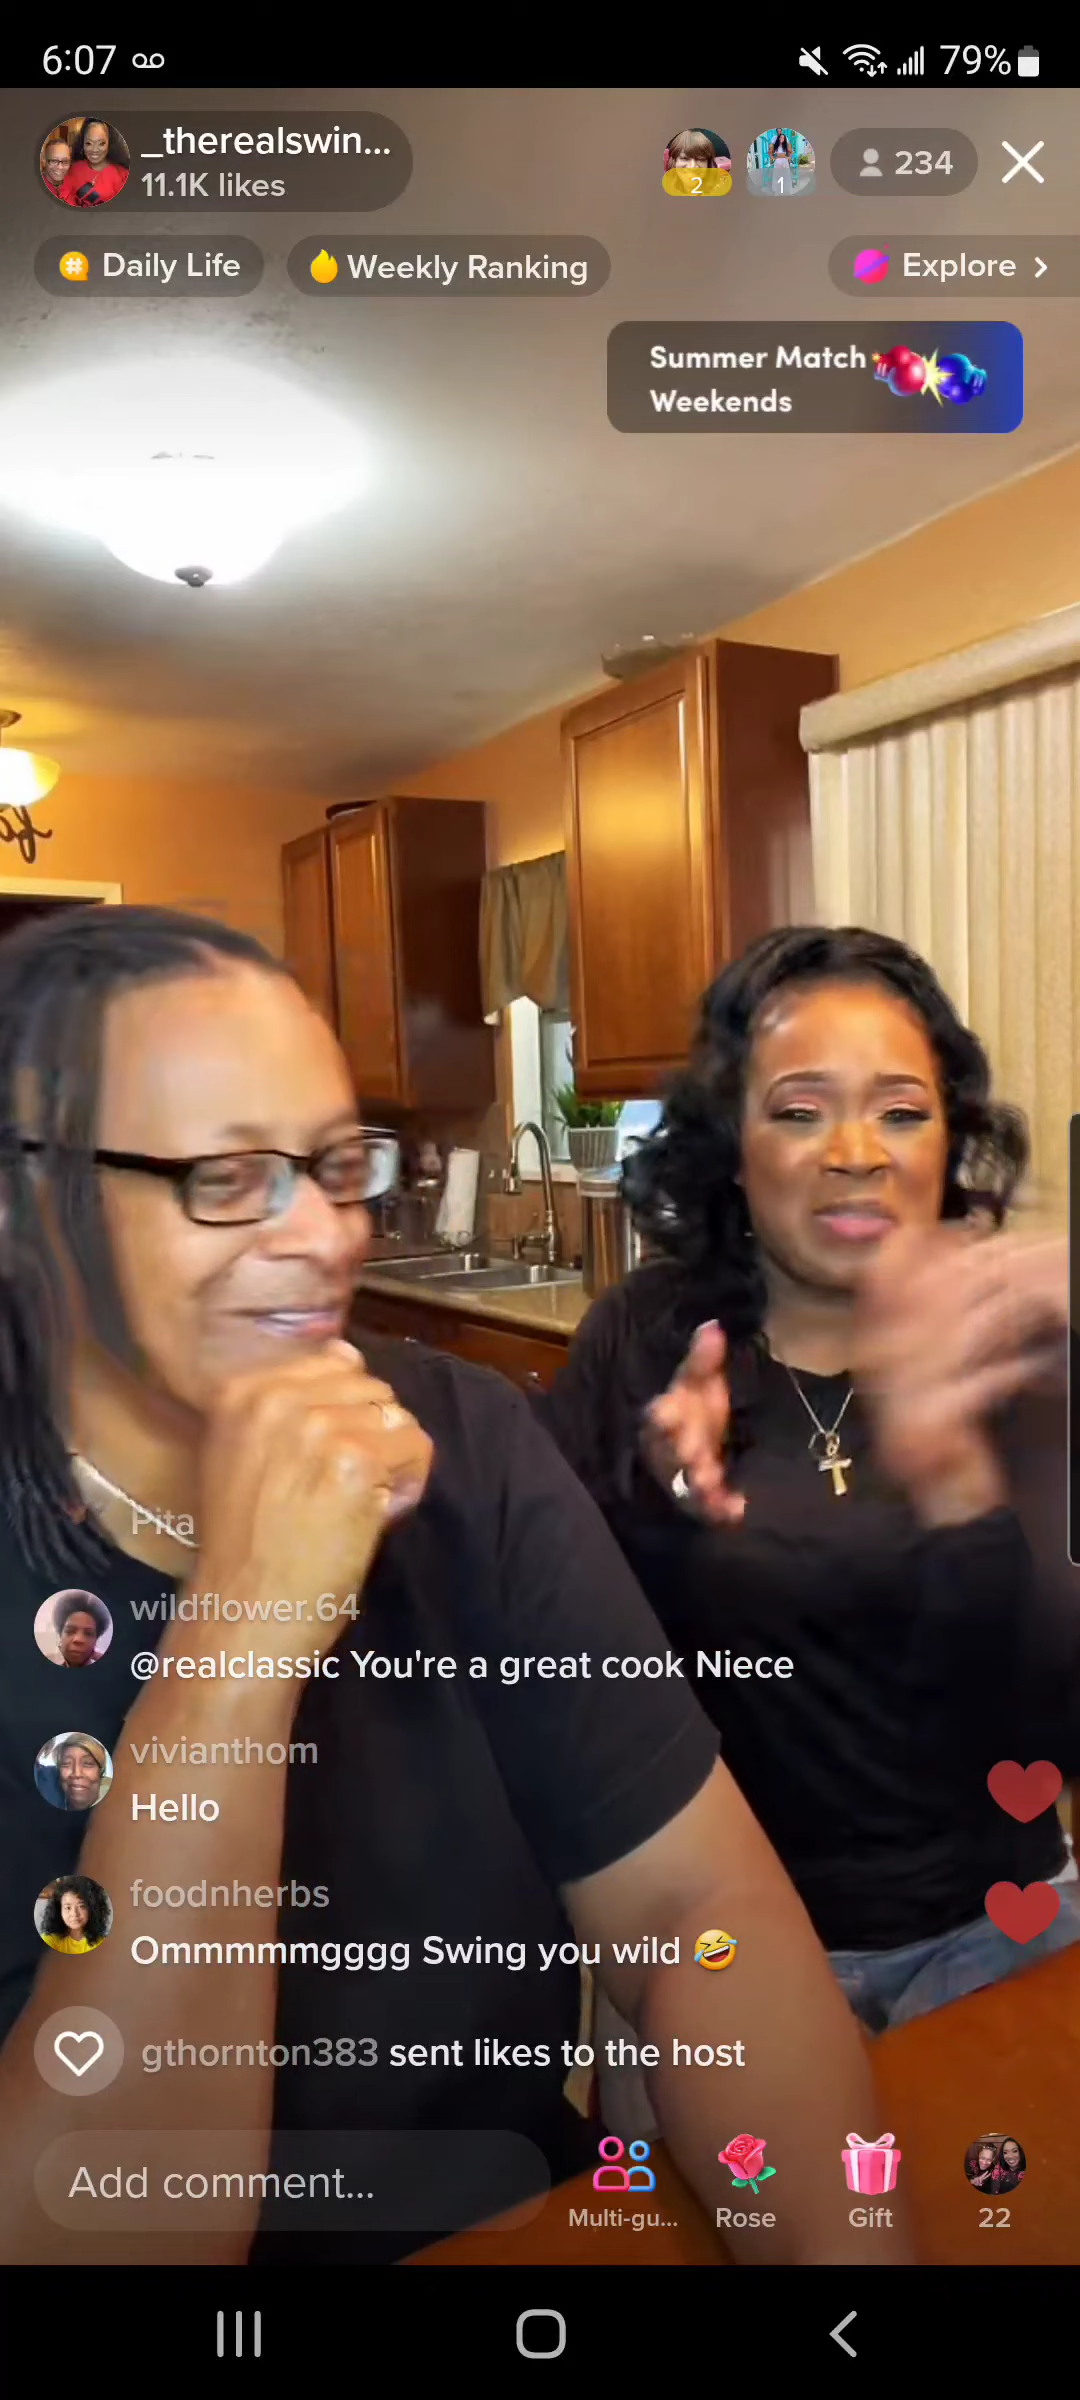 6:07
79%
_therealswin...
11.1K likes
2
1
234
Daily Life
Weekly Ranking
Explore
Summer Match
Weekends
Pita
wildflower.64
@realclassic You're a great cook Niece
vivianthom
Hello
foodnherbs
Ommmmmgggg Swing you wild 🤣
gthornton383 sent likes to the host
Add comment...
Multi-gu...
Rose
Gift
22